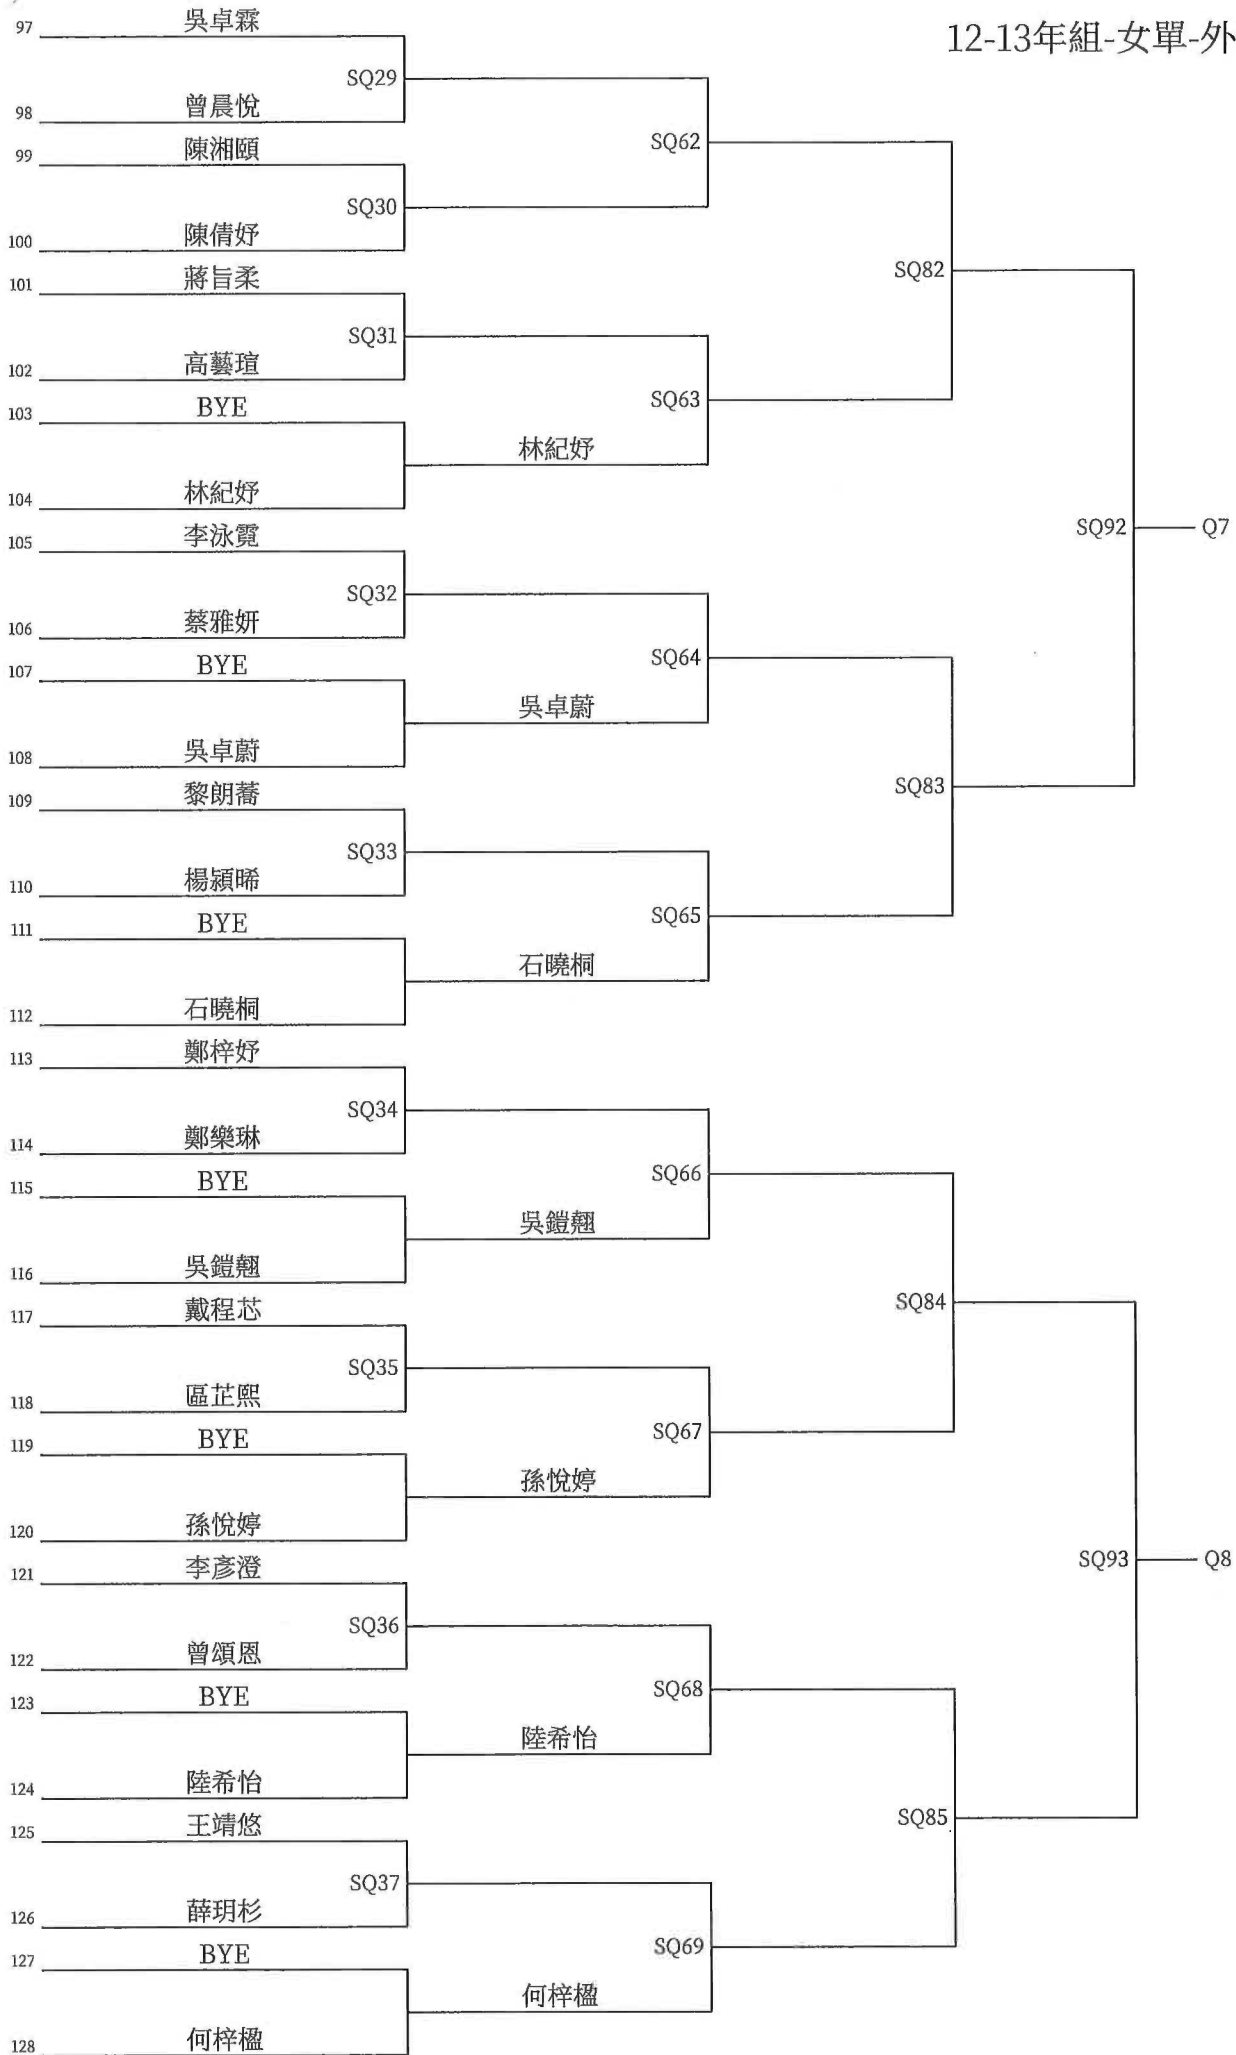 12-13年組-女單-外
97 吳卓霖
SQ29
98 曾晨悅
SQ62
99 陳湘頤
SQ30
100 陳倩妤
SQ82
101 蔣旨柔
SQ31
102 高藝瑄
SQ63
103 BYE
林紀妤
104 林紀妤
SQ92 Q7
105 李泳霓
SQ32
106 蔡雅妍
SQ64
107 BYE
吳卓蔚
108 吳卓蔚
SQ83
109 黎朗蕎
SQ33
110 楊潁晞
SQ65
111 BYE
石曉桐
112 石曉桐
113 鄭梓妤
SQ34
114 鄭樂琳
SQ66
115 BYE
吳鎧翹
116 吳鎧翹
SQ84
117 戴程芯
SQ35
118 區芷熙
SQ67
119 BYE
孫悅婷
120 孫悅婷
SQ93 Q8
121 李彥澄
SQ36
122 曾頌恩
SQ68
123 BYE
陸希怡
124 陸希怡
SQ85
125 王靖悠
SQ37
126 薛玥杉
SQ69
127 BYE
何梓楹
128 何梓楹